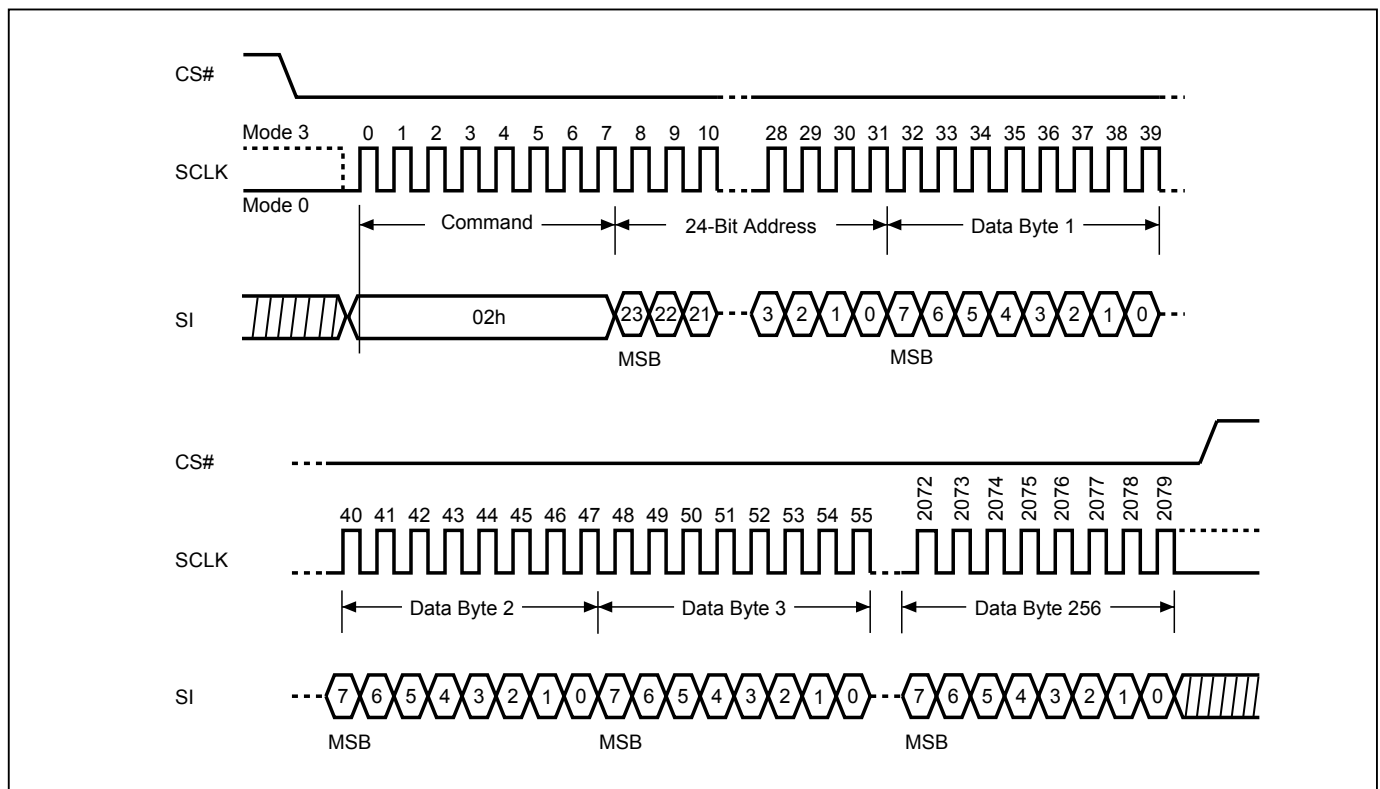 CS#
Mode 3
0 1 2 3 4 5 6 7 8 9 10 28 29 30 31 32 33 34 35 36 37 38 39
SCLK
Mode 0
Command 24-Bit Address Data Byte 1
SI
02h 23 22 21 3 2 1 0 7 6 5 4 3 2 1 0
MSB MSB
CS#
40 41 42 43 44 45 46 47 48 49 50 51 52 53 54 55 2072 2073 2074 2075 2076 2077 2078 2079
SCLK
Data Byte 2 Data Byte 3 Data Byte 256
SI
7 6 5 4 3 2 1 0 7 6 5 4 3 2 1 0 7 6 5 4 3 2 1 0
MSB MSB MSB